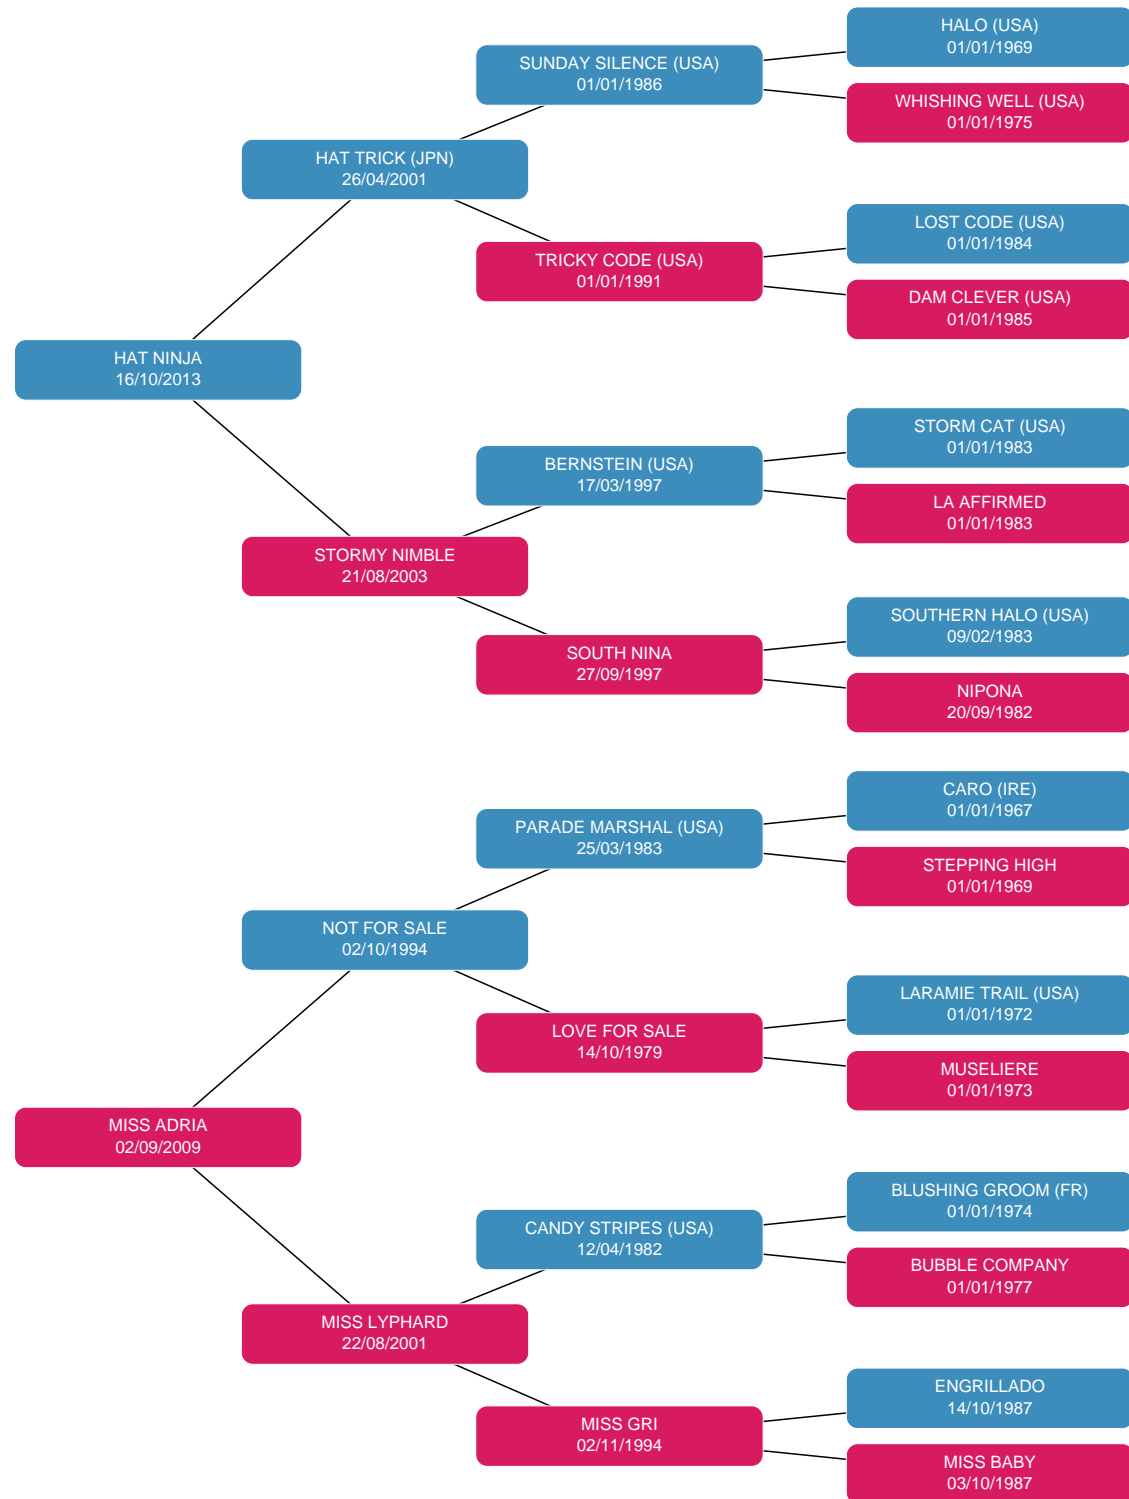 HALO (USA)
01/01/1969
SUNDAY SILENCE (USA)
01/01/1986
WHISHING WELL (USA)
01/01/1975
HAT TRICK (JPN)
26/04/2001
LOST CODE (USA)
01/01/1984
TRICKY CODE (USA)
01/01/1991
DAM CLEVER (USA)
01/01/1985
HAT NINJA
16/10/2013
STORM CAT (USA)
01/01/1983
BERNSTEIN (USA)
17/03/1997
LA AFFIRMED
01/01/1983
STORMY NIMBLE
21/08/2003
SOUTHERN HALO (USA)
09/02/1983
SOUTH NINA
27/09/1997
NIPONA
20/09/1982
CARO (IRE)
01/01/1967
PARADE MARSHAL (USA)
25/03/1983
STEPPING HIGH
01/01/1969
NOT FOR SALE
02/10/1994
LARAMIE TRAIL (USA)
01/01/1972
LOVE FOR SALE
14/10/1979
MUSELIERE
01/01/1973
MISS ADRIA
02/09/2009
BLUSHING GROOM (FR)
01/01/1974
CANDY STRIPES (USA)
12/04/1982
BUBBLE COMPANY
01/01/1977
MISS LYPHARD
22/08/2001
ENGRILLADO
14/10/1987
MISS GRI
02/11/1994
MISS BABY
03/10/1987